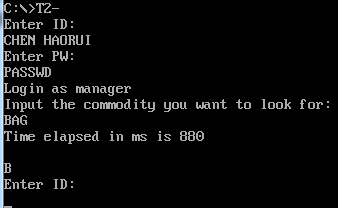 C:\>T2-
Enter ID:
CHEN HAORUI
Enter PW:
PASSWD
Login as manager
Input the commodity you want to look for:
BAG
Time elapsed in ms is 880
B
Enter ID: